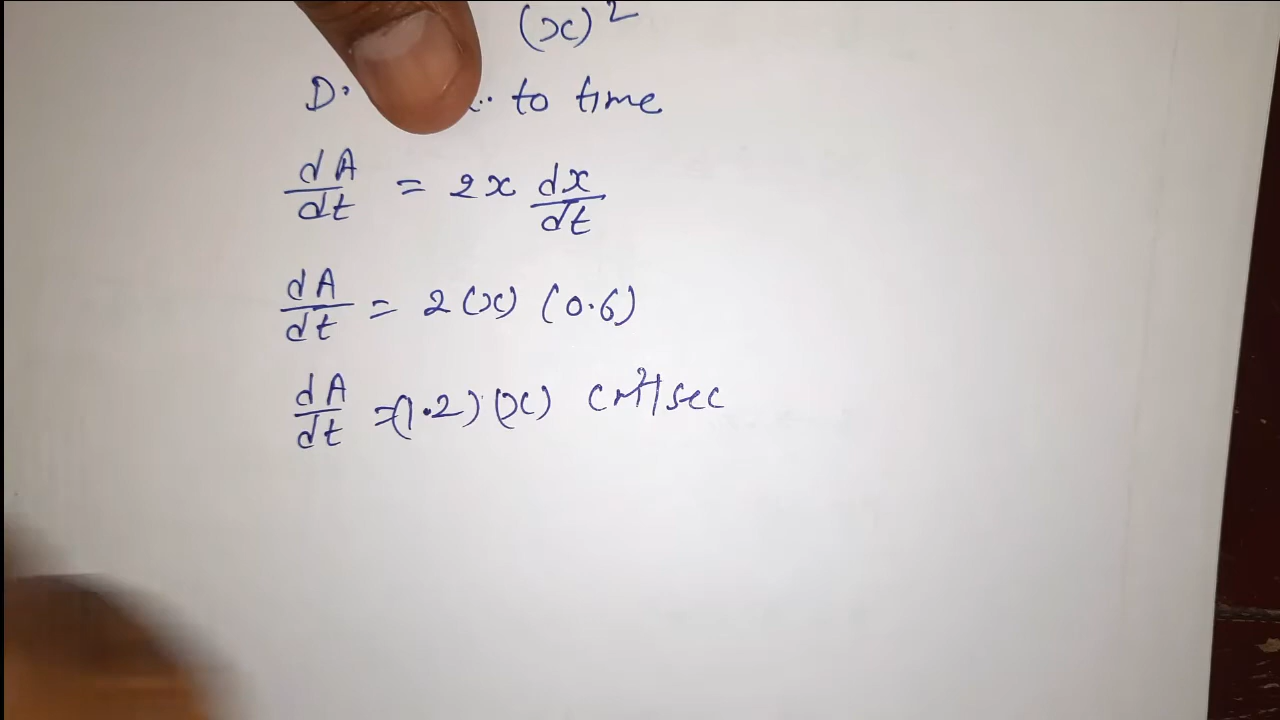 (x)²
D. .. to time
dA/dt = 2x dx/dt
dA/dt = 2(x) (0.6)
dA/dt =(1.2)(x) cm²/sec